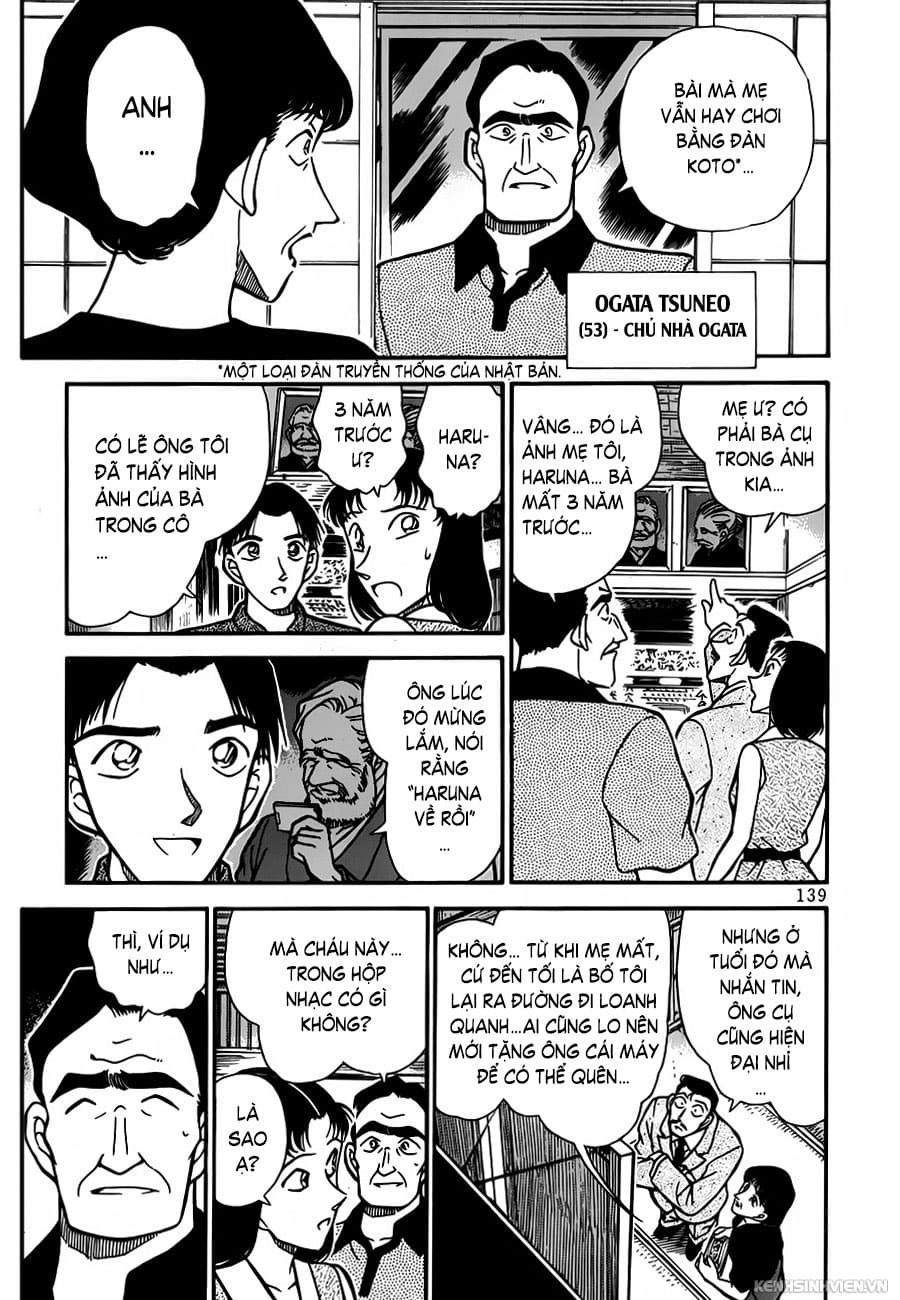 BÀI MÀ MẸ
VẪN HAY CHƠI
BẰNG ĐÀN
KOTO*...
ANH
...
OGATA TSUNEO
(53) - CHỦ NHÀ OGATA
*MỘT LOẠI ĐÀN TRUYỀN THỐNG CỦA NHẬT BẢN.
MẸ Ư? CÓ
PHẢI BÀ CỤ
TRONG ẢNH
KIA...
VÂNG... ĐÓ LÀ
ẢNH MẸ TÔI,
HARUNA... BÀ
MẤT 3 NĂM
TRƯỚC...
HARU-
NA?
3 NĂM
TRƯỚC
Ư?
CÓ LẼ ÔNG TÔI
ĐÃ THẤY HÌNH
ẢNH CỦA BÀ
TRONG CÔ
...
ÔNG LÚC
ĐÓ MỪNG
LẮM, NÓI
RẰNG
“HARUNA
VỀ RỒI”
...
139
NHƯNG Ở
TUỔI ĐÓ MÀ
NHẮN TIN,
ÔNG CỤ
CŨNG HIỆN
ĐẠI NHỈ
...
KHÔNG... TỪ KHI MẸ MẤT,
CỨ ĐẾN TỐI LÀ BỐ TÔI
LẠI RA ĐƯỜNG ĐI LOANH
QUANH...AI CŨNG LO NÊN
MỚI TẶNG ÔNG CÁI MÁY
ĐỂ CÓ THỂ QUÊN...
MÀ CHÁU NÀY...
TRONG HỘP
NHẠC CÓ GÌ
KHÔNG?
LÀ
SAO
Ạ?
THÌ, VÍ DỤ
NHƯ...
KENHSINHVIEN.VN